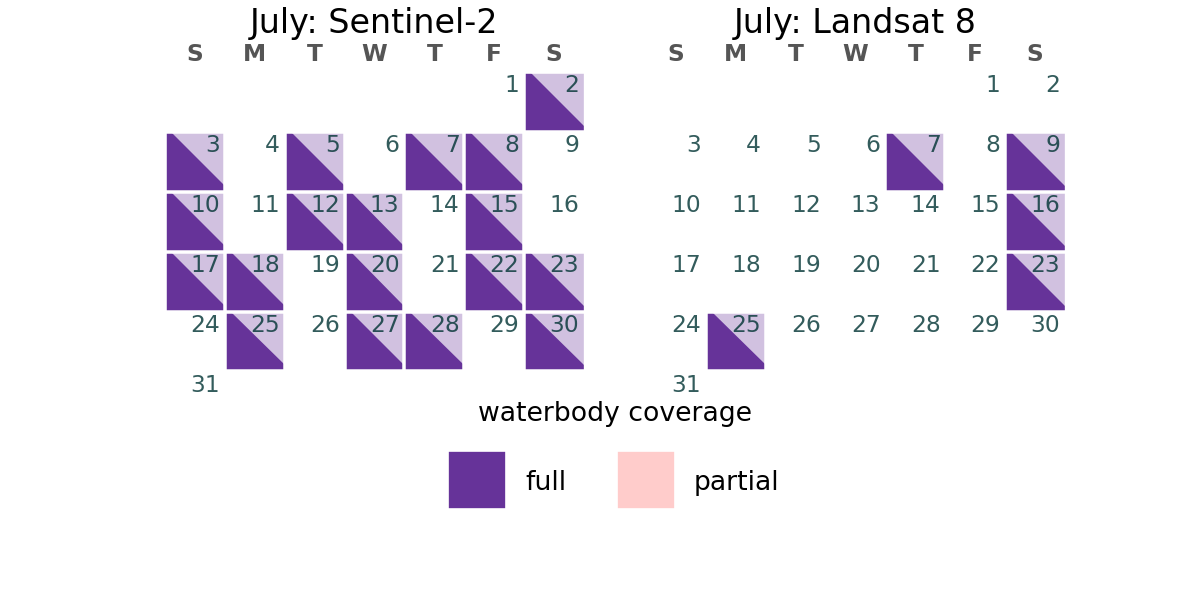 July: Sentinel-2
S M T W T F S
1 2
3 4 5 6 7 8 9
10 11 12 13 14 15 16
17 18 19 20 21 22 23
24 25 26 27 28 29 30
31
July: Landsat 8
S M T W T F S
1 2
3 4 5 6 7 8 9
10 11 12 13 14 15 16
17 18 19 20 21 22 23
24 25 26 27 28 29 30
31
waterbody coverage
full partial